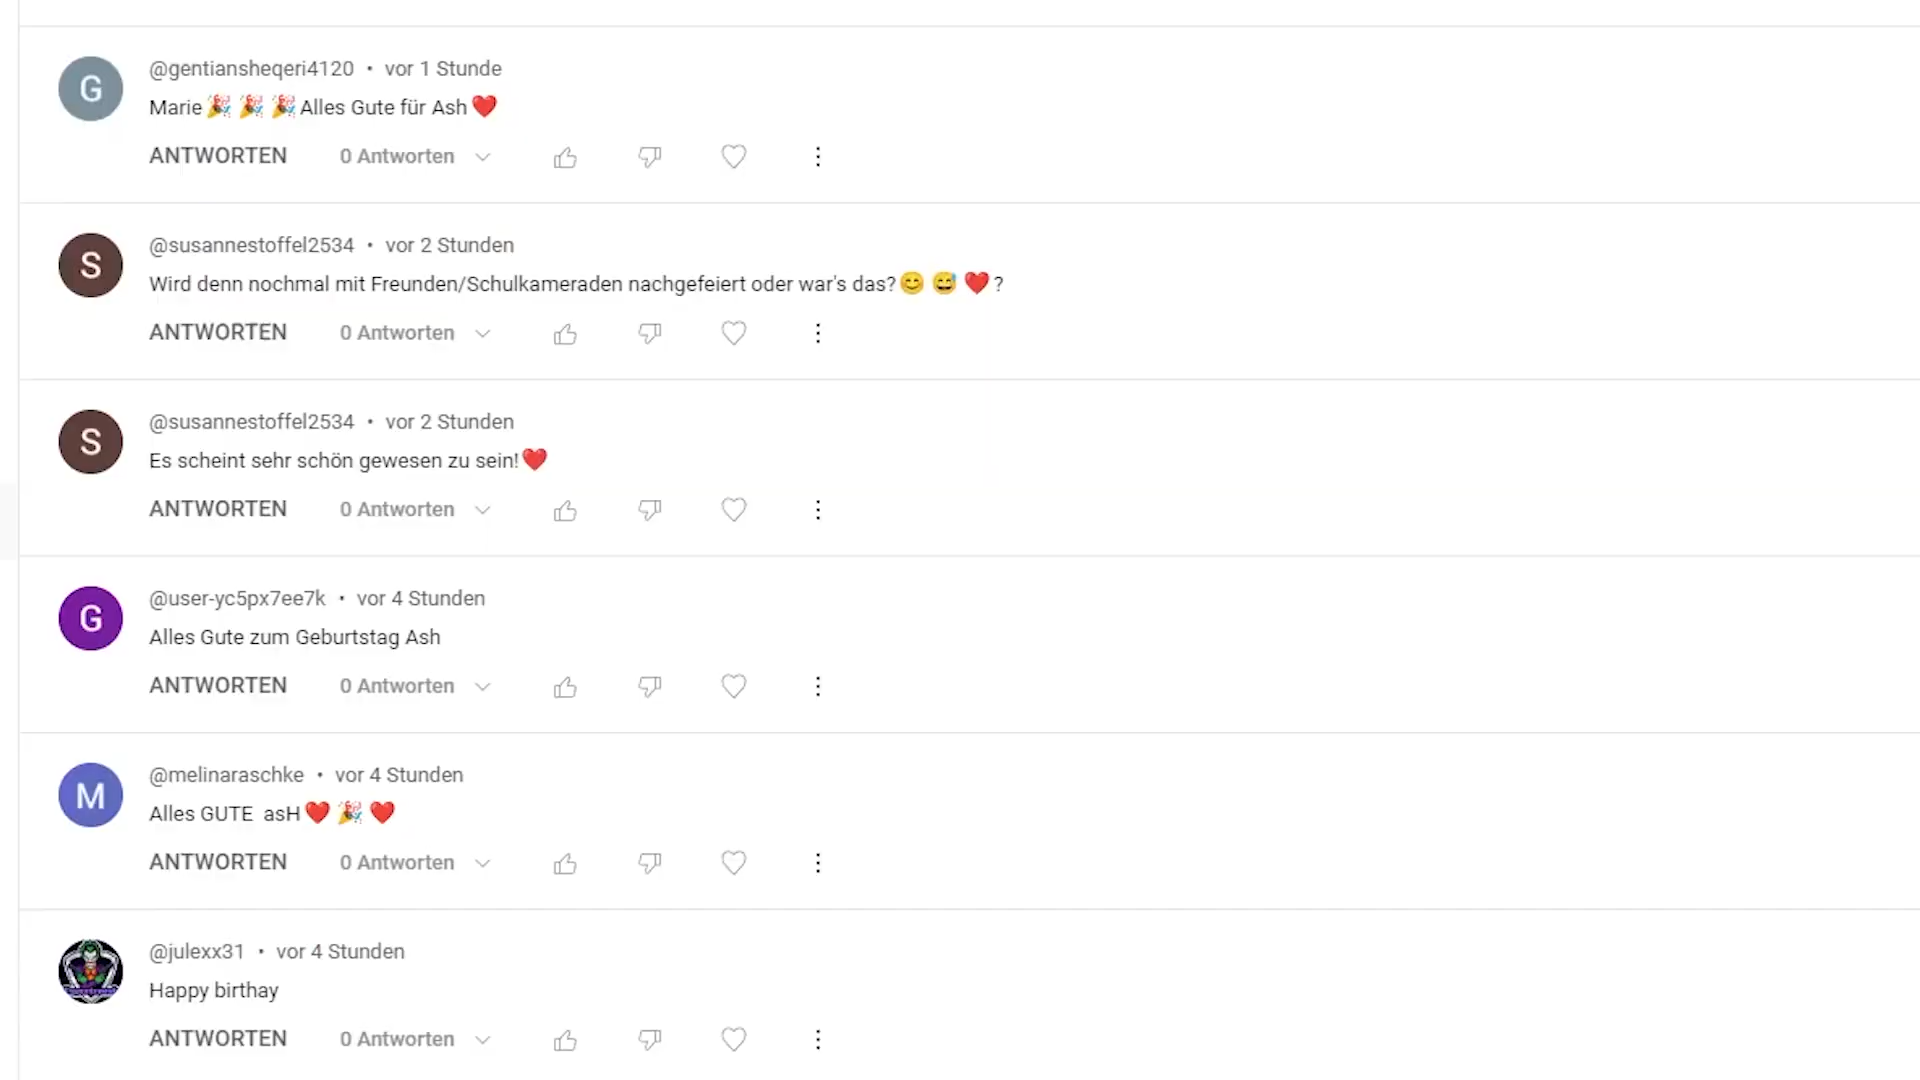 G
@gentiansheqeri4120 • vor 1 Stunde
Marie🎉 🎉 🎉Alles Gute für Ash❤️
ANTWORTEN 0 Antworten
S
@susannestoffel2534 • vor 2 Stunden
Wird denn nochmal mit Freunden/Schulkameraden nachgefeiert oder war's das?😊 😅 ❤️?
ANTWORTEN 0 Antworten
S
@susannestoffel2534 • vor 2 Stunden
Es scheint sehr schön gewesen zu sein!❤️
ANTWORTEN 0 Antworten
G
@user-yc5px7ee7k • vor 4 Stunden
Alles Gute zum Geburtstag Ash
ANTWORTEN 0 Antworten
M
@melinaraschke • vor 4 Stunden
Alles GUTE asH❤️ 🎉 ❤️
ANTWORTEN 0 Antworten
@julexx31 • vor 4 Stunden
Happy birthay
ANTWORTEN 0 Antworten